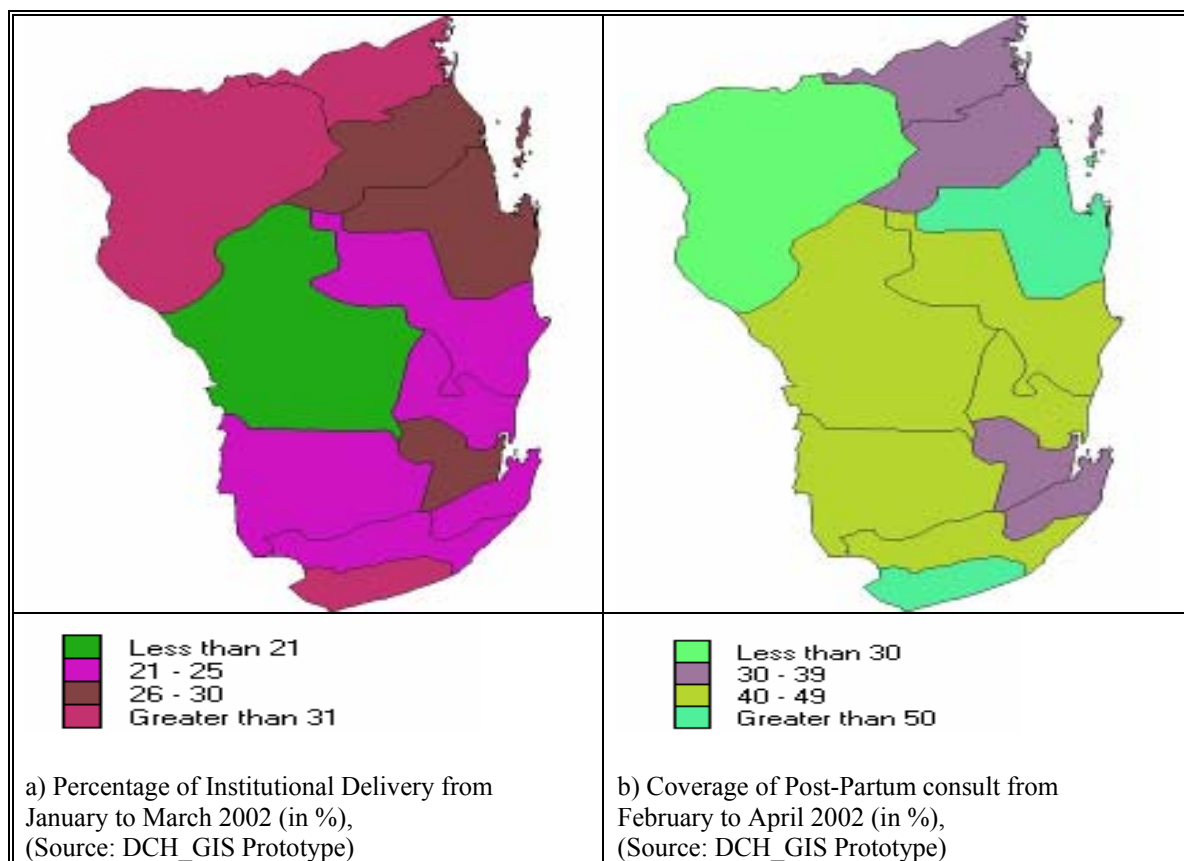 Less than 21
21 - 25
26 - 30
Greater than 31
a) Percentage of Institutional Delivery from
January to March 2002 (in %),
(Source: DCH_GIS Prototype)
Less than 30
30 - 39
40 - 49
Greater than 50
b) Coverage of Post-Partum consult from
February to April 2002 (in %),
(Source: DCH_GIS Prototype)